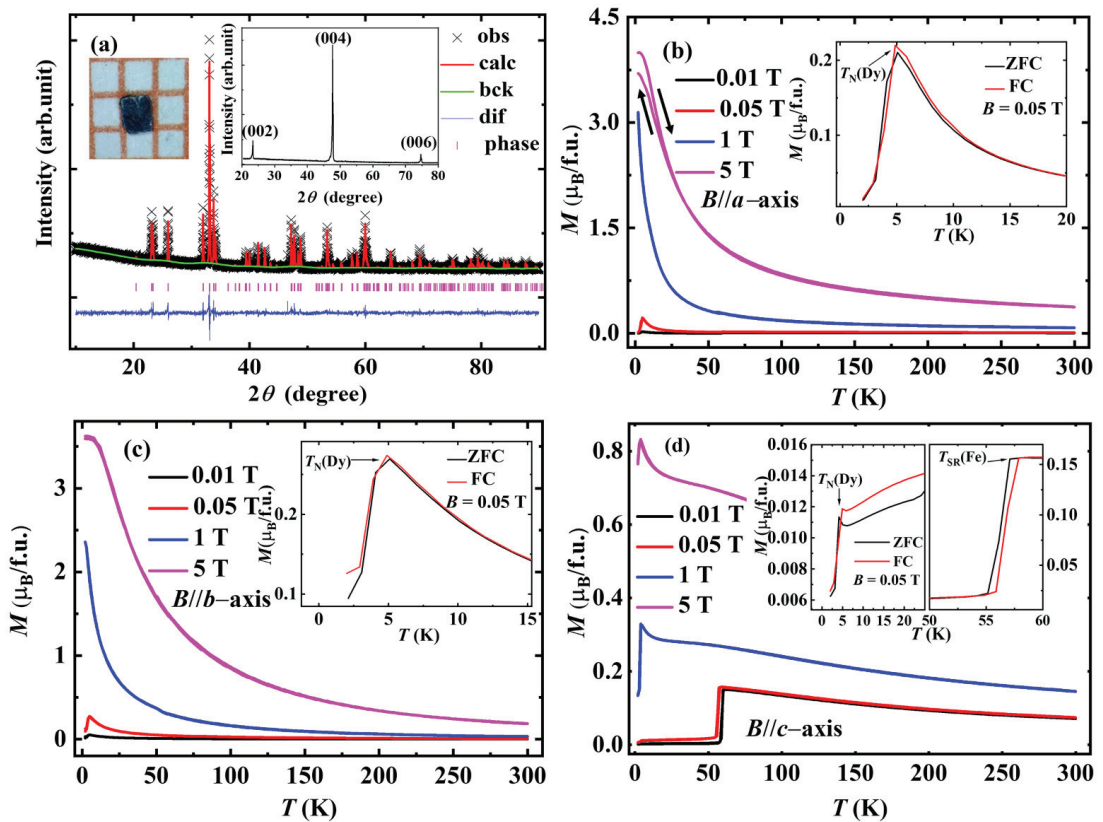 (a)
obs
calc
bck
dif
phase
Intensity (arb.unit)
2θ (degree)
20 40 60 80
(002)
(004)
(006)
Intensity (arb.unit)
20 30 40 50 60 70 80
2θ (degree)
(b)
M (μB/f.u.)
4.5
3.0
1.5
0.0
0.01 T
0.05 T
1 T
5 T
B//a−axis
0 25 50 75 100 125 150 175 200 225 250 275 300
T (K)
TN(Dy)
ZFC
FC
B = 0.05 T
M (μB/f.u.)
0.2
0.1
0 5 10 15 20
T (K)
(c)
M (μB/f.u.)
3
2
1
0
0.01 T
0.05 T
1 T
5 T
B//b−axis
0 50 100 150 200 250 300
T (K)
TN(Dy)
ZFC
FC
B = 0.05 T
M(μB/f.u.)
0.2
0.1
0 5 10 15
T (K)
(d)
M (μB/f.u.)
0.8
0.6
0.4
0.2
0.0
0.01 T
0.05 T
1 T
5 T
B//c−axis
0 50 100 150 200 250 300
T (K)
TN(Dy)
ZFC
FC
B = 0.05 T
M (μB/f.u.)
0.016
0.014
0.012
0.010
0.008
0.006
0 5 10 15 20
T (K)
TSR(Fe)
0.15
0.10
0.05
50 55 60